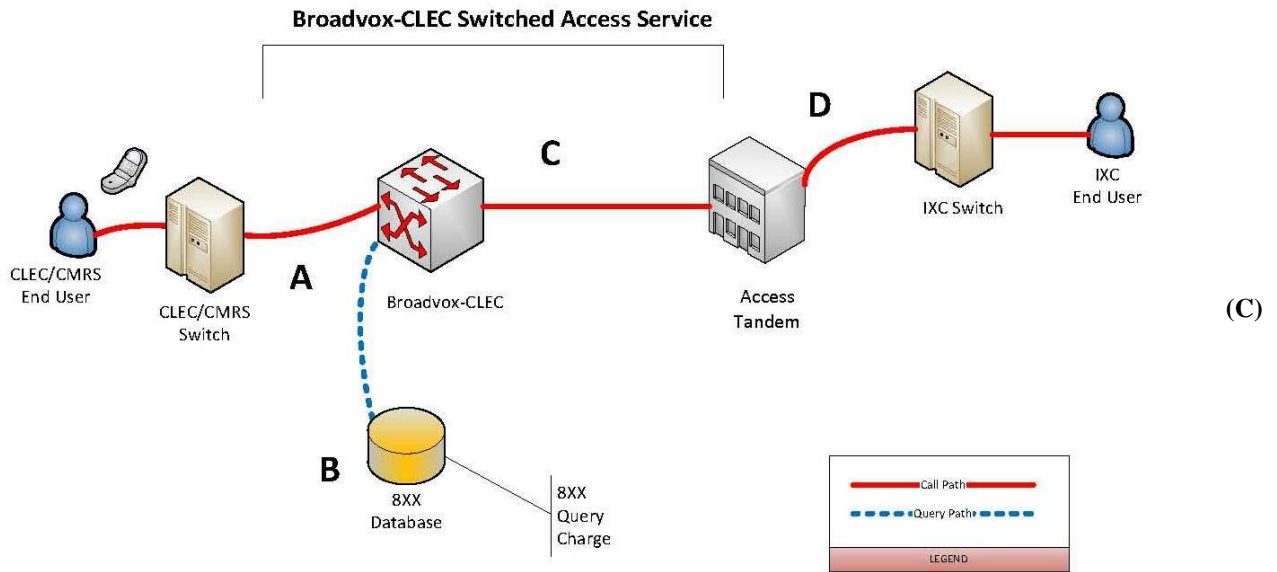 Broadvox-CLEC Switched Access Service
D
C
IXC
End User
IXC Switch
CLEC/CMRS
End User
A
CLEC/CMRS
Switch
Broadvox-CLEC
Access
Tandem
(C)
B
8XX
Database
8XX
Query
Charge
Call Path
Query Path
LEGEND